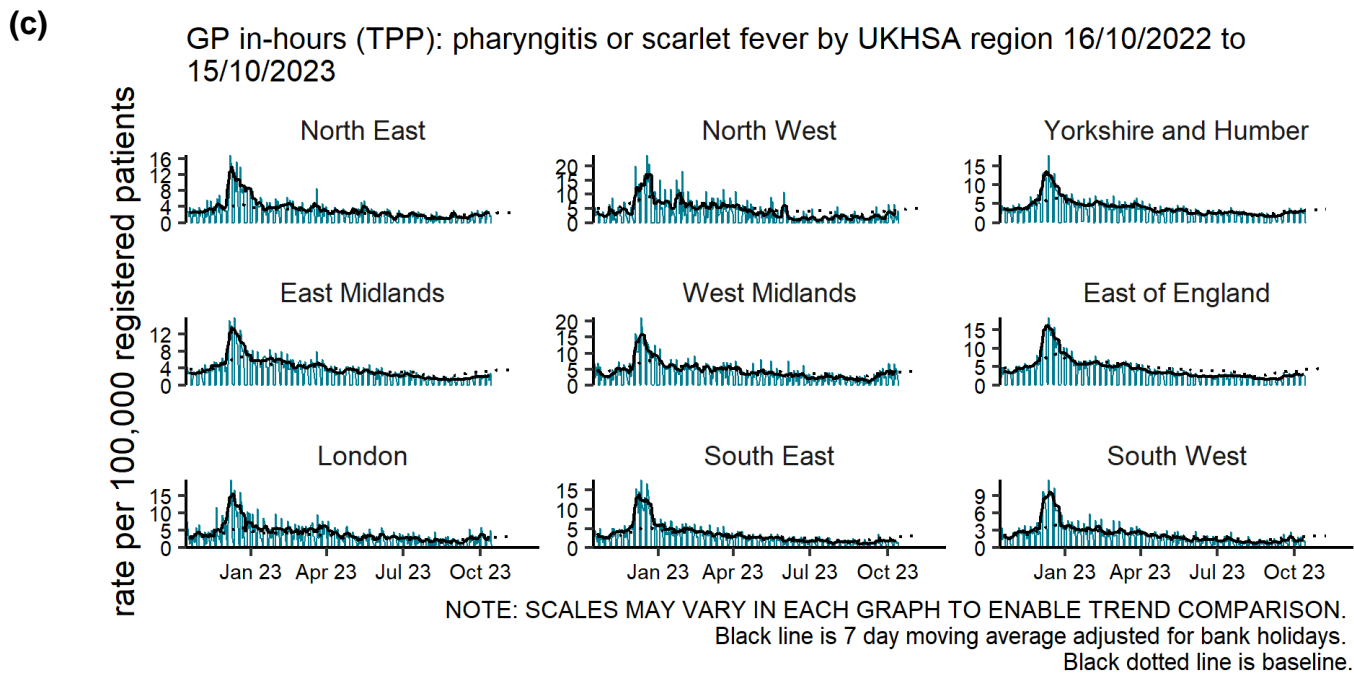 (c)
GP in-hours (TPP): pharyngitis or scarlet fever by UKHSA region 16/10/2022 to
15/10/2023
rate per 100,000 registered patients
North East
16
12
8
4
0
North West
20
15
10
5
0
Yorkshire and Humber
15
10
5
0
East Midlands
12
8
4
0
West Midlands
20
15
10
5
0
East of England
15
10
5
0
London
15
10
5
0
Jan 23 Apr 23 Jul 23 Oct 23
South East
15
10
5
0
Jan 23 Apr 23 Jul 23 Oct 23
South West
9
6
3
0
Jan 23 Apr 23 Jul 23 Oct 23
NOTE: SCALES MAY VARY IN EACH GRAPH TO ENABLE TREND COMPARISON.
Black line is 7 day moving average adjusted for bank holidays.
Black dotted line is baseline.